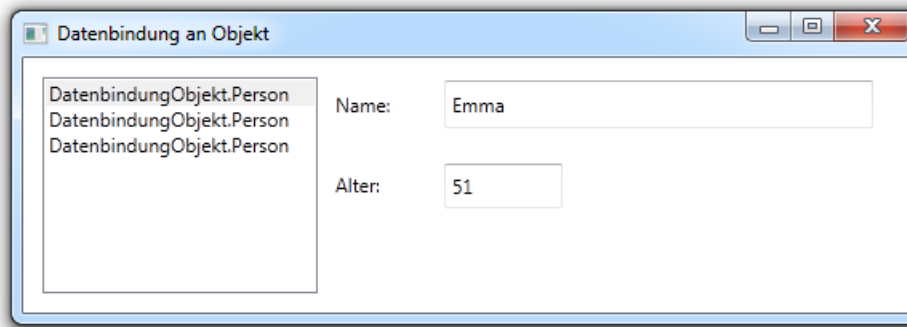 Datenbindung an Objekt
DatenbindungObjekt.Person
DatenbindungObjekt.Person
DatenbindungObjekt.Person
Name:
Emma
Alter:
51